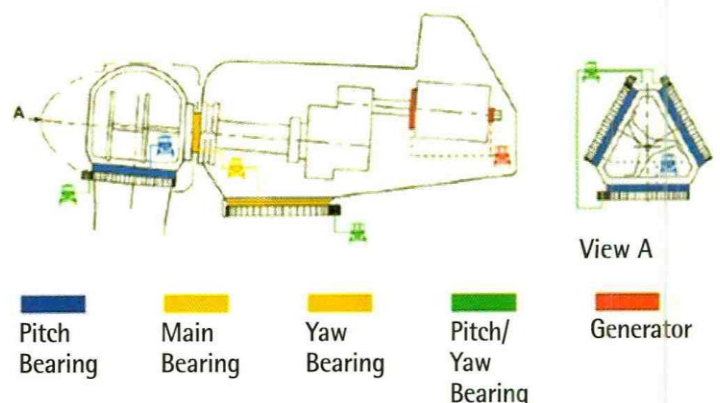 A
View A
Pitch
Bearing
Main
Bearing
Yaw
Bearing
Pitch/
Yaw
Bearing
Generator